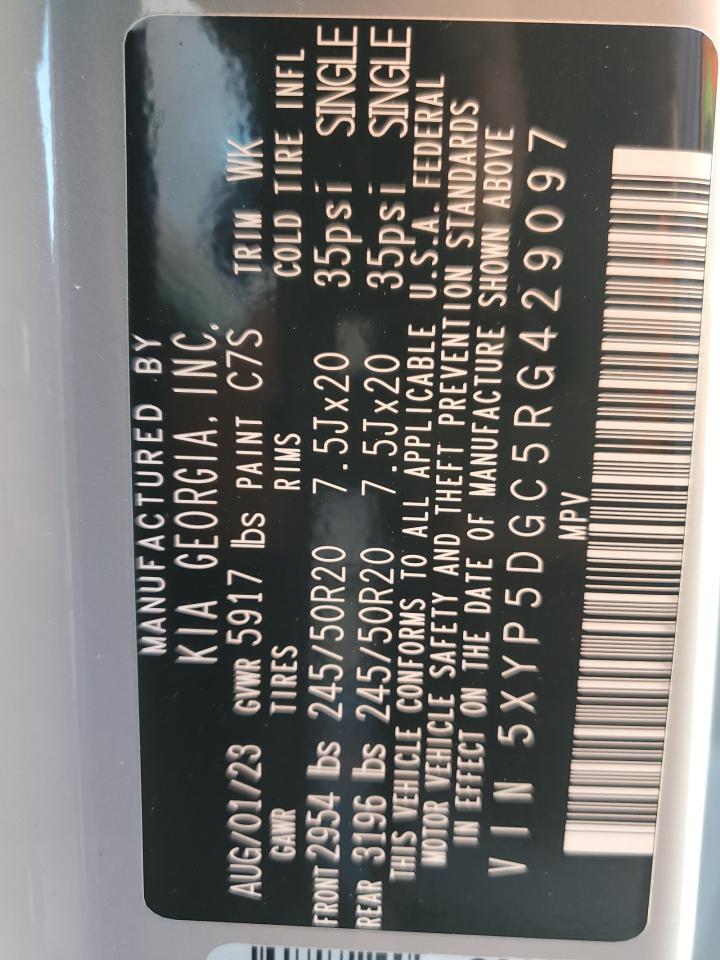 MANUFACTURED BY
KIA GEORGIA, INC.
AUG/01/23 GVWR 5917 lbs PAINT C7S TRIM WK
GAWR TIRES RIMS COLD TIRE INFL
FRONT 2954 lbs 245/50R20 7.5Jx20 35psi SINGLE
REAR 3196 lbs 245/50R20 7.5Jx20 35psi SINGLE
THIS VEHICLE CONFORMS TO ALL APPLICABLE U.S.A. FEDERAL
MOTOR VEHICLE SAFETY AND THEFT PREVENTION STANDARDS
IN EFFECT ON THE DATE OF MANUFACTURE SHOWN ABOVE
VIN 5XYP5DGC5RG429097
MPV